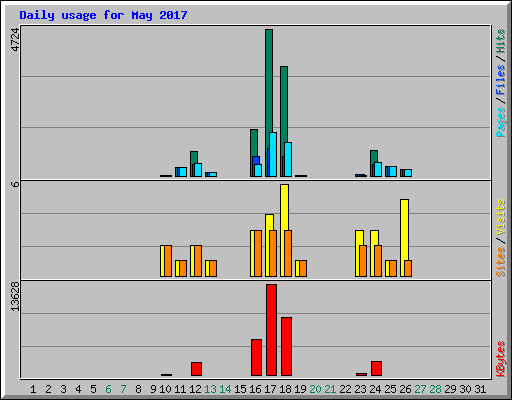 Daily usage for May 2017
4724
Pages/Files/Hits
6
Sites/Visits
13628
KBytes
1 2 3 4 5 6 7 8 9 10 11 12 13 14 15 16 17 18 19 20 21 22 23 24 25 26 27 28 29 30 31